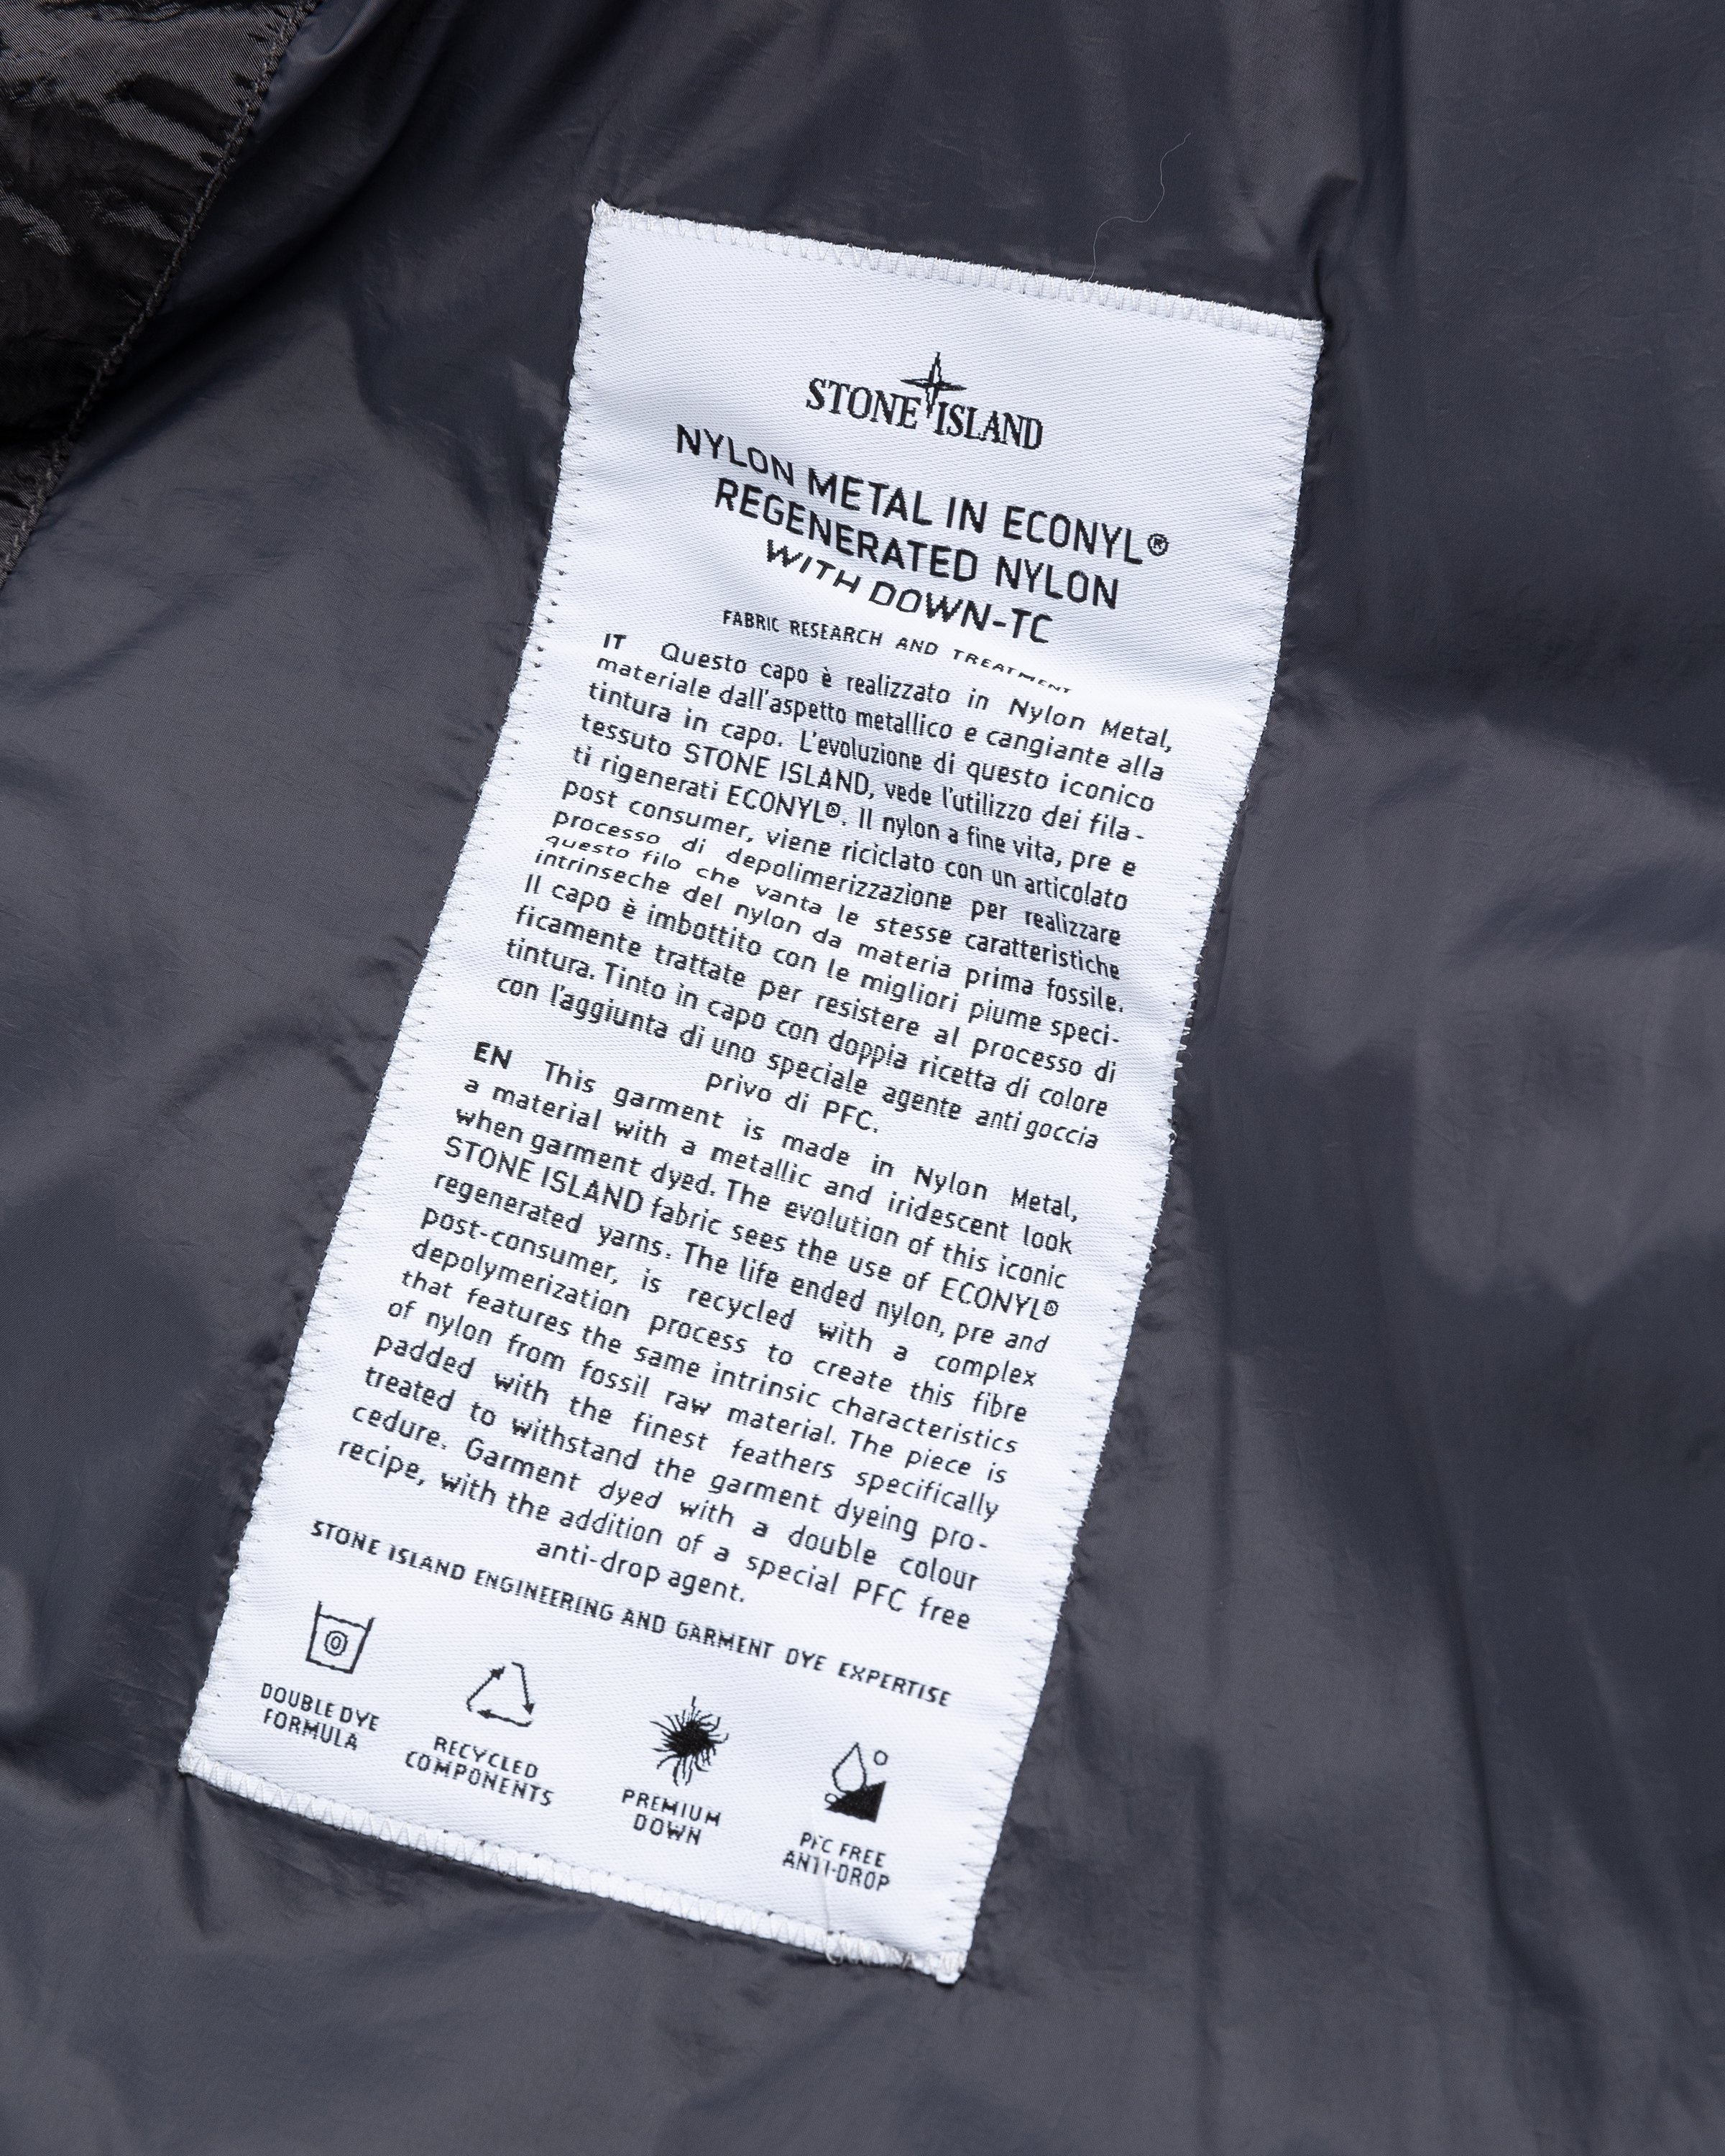 STONE ISLAND
NYLON METAL IN ECONYL®
REGENERATED NYLON
WITH DOWN-TC
FABRIC RESEARCH AND TREATMENT
IT Questo capo è realizzato in Nylon Metal,
materiale dall'aspetto metallico e cangiante alla
tintura in capo. L'evoluzione di questo iconico
tessuto STONE ISLAND, vede l'utilizzo dei fila-
ti rigenerati ECONYL®. Il nylon a fine vita, pre e
post consumer, viene riciclato con un articolato
processo di depolimerizzazione per realizzare
questo filo che vanta le stesse caratteristiche
intrinseche del nylon da materia prima fossile.
Il capo è imbottito con le migliori piume speci-
ficamente trattate per resistere al processo di
tintura. Tinto in capo con doppia ricetta di colore
con l'aggiunta di uno speciale agente anti goccia
privo di PFC.
EN This garment is made in Nylon Metal,
a material with a metallic and iridescent look
when garment dyed. The evolution of this iconic
STONE ISLAND fabric sees the use of ECONYL®
regenerated yarns. The life ended nylon, pre and
post-consumer, is recycled with a complex
depolymerization process to create this fibre
that features the same intrinsic characteristics
of nylon from fossil raw material. The piece is
padded with the finest feathers specifically
treated to withstand the garment dyeing pro-
cedure. Garment dyed with a double colour
recipe, with the addition of a special PFC free
anti-drop agent.
STONE ISLAND ENGINEERING AND GARMENT DYE EXPERTISE
DOUBLE DYE
FORMULA
RECYCLED
COMPONENTS
PREMIUM
DOWN
PFC FREE
ANTI-DROP